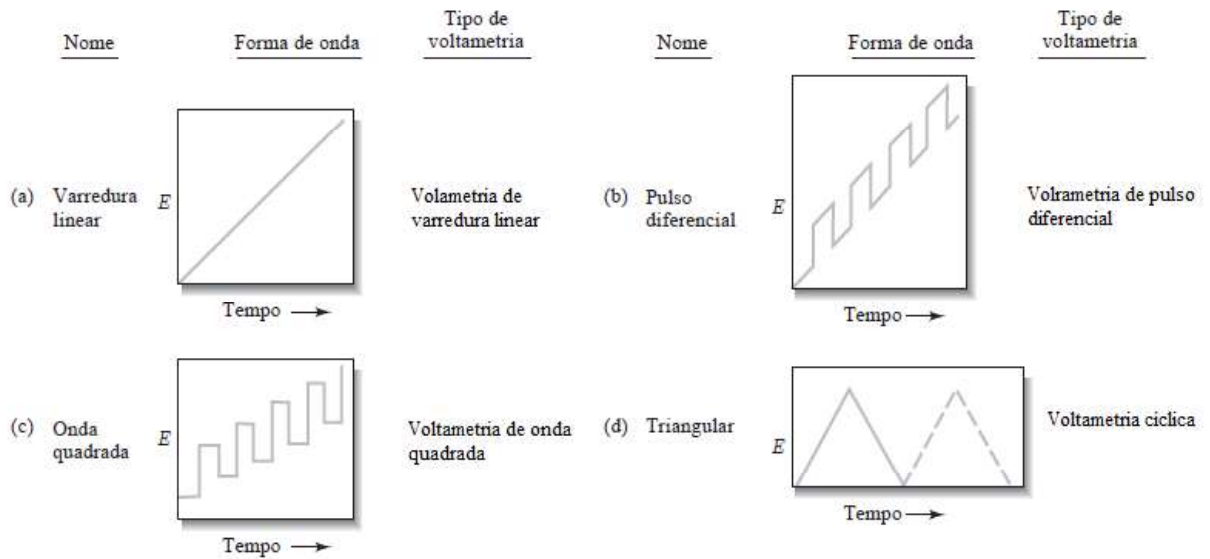 Nome
Forma de onda
Tipo de
voltametria
Nome
Forma de onda
Tipo de
voltametria
(a) Varredura
linear
E
Tempo
Volametria de
varredura linear
(b) Pulso
diferencial
E
Tempo
Volrametria de pulso
diferencial
(c) Onda
quadrada
E
Tempo
Voltametria de onda
quadrada
(d) Triangular
E
Tempo
Voltametria ciclica